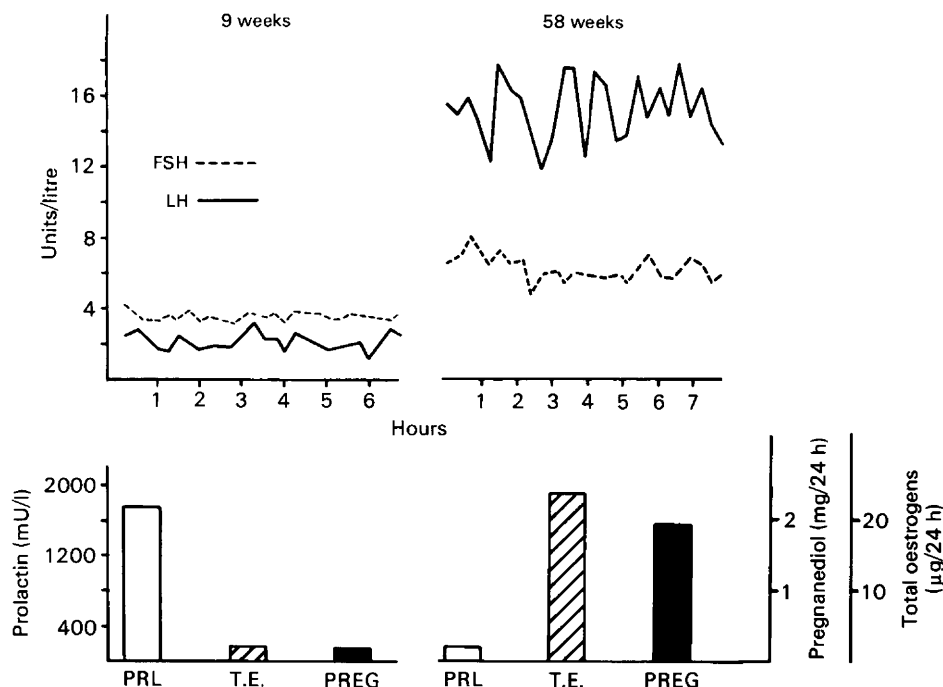 9 weeks
58 weeks
Units/litre
16
12
8
4
FSH
LH
1 2 3 4 5 6
1 2 3 4 5 6 7
Hours
Prolactin (mU/l)
2000
1200
400
PRL T.E. PREG
PRL T.E. PREG
2
1
Pregnanediol (mg/24 h)
20
10
Total oestrogens
(µg/24 h)